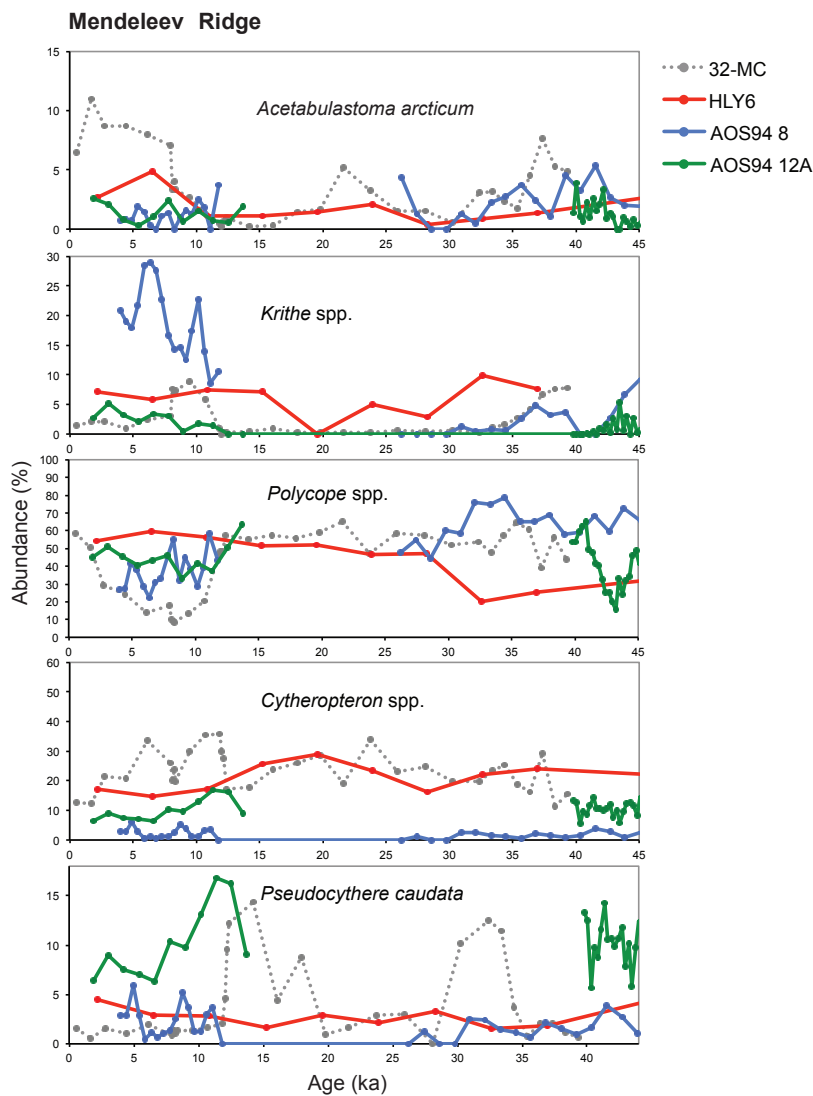 Mendeleev Ridge
32-MC
HLY6
AOS94 8
AOS94 12A
Acetabulastoma arcticum
15
10
5
0
0 5 10 15 20 25 30 35 40 45
Krithe spp.
30
25
20
15
10
5
0
0 5 10 15 20 25 30 35 40 45
Abundance (%)
Polycope spp.
100
90
80
70
60
50
40
30
20
10
0
0 5 10 15 20 25 30 35 40 45
Cytheropteron spp.
60
50
40
30
20
10
0
0 5 10 15 20 25 30 35 40 45
Pseudocythere caudata
15
10
5
0
0 5 10 15 20 25 30 35 40
Age (ka)